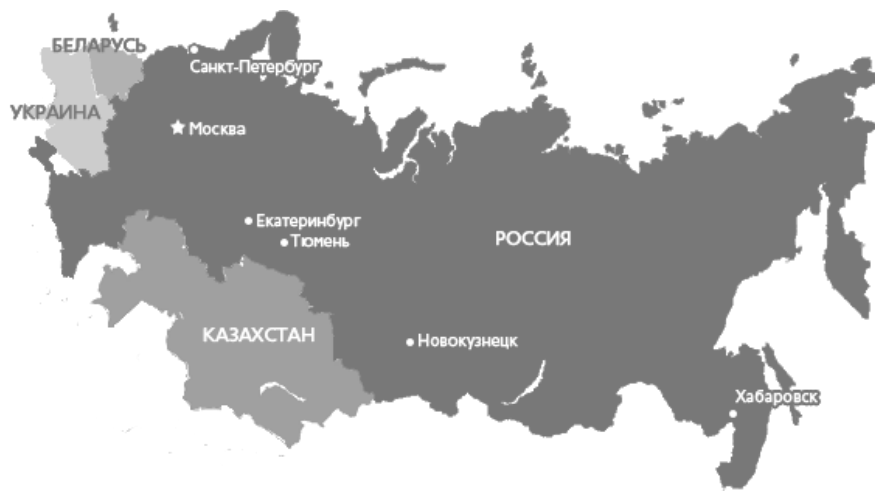 БЕЛАРУСЬ
Санкт-Петербург
УКРАИНА
Москва
Екатеринбург
Тюмень
РОССИЯ
КАЗАХСТАН
Новокузнецк
Хабаровск